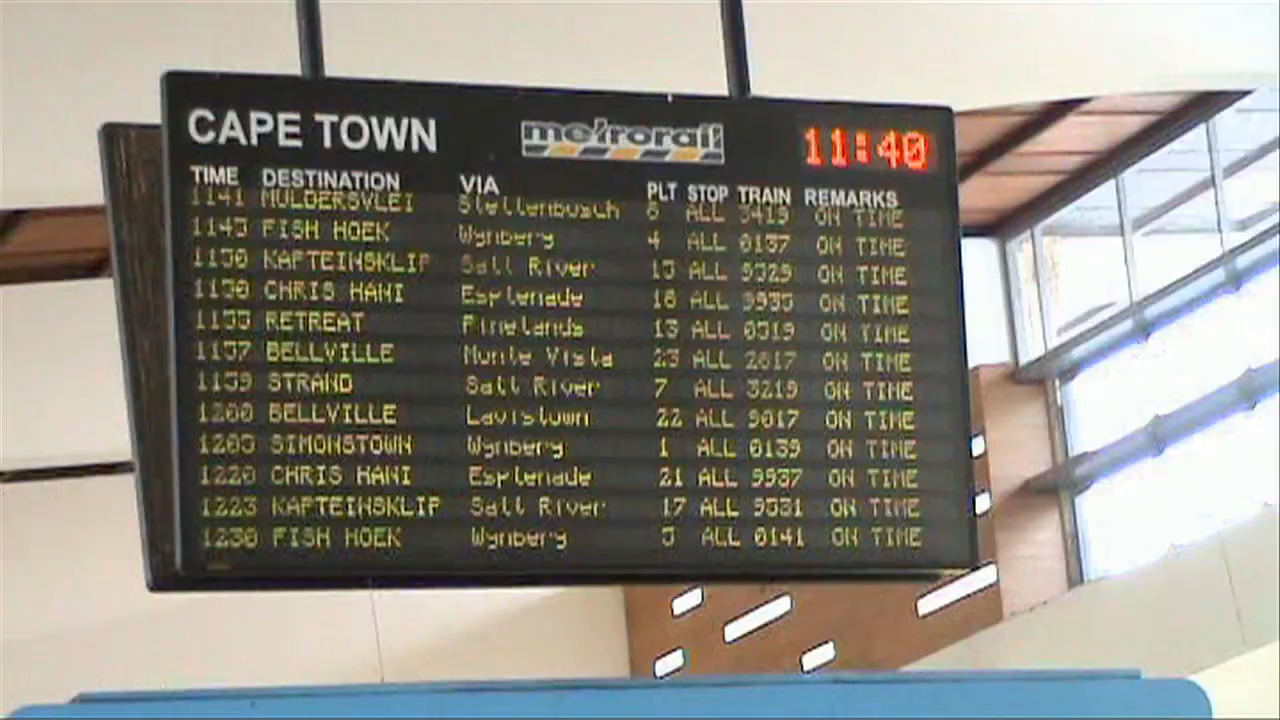 CAPE TOWN metrorail 11:40
TIME DESTINATION VIA PLT STOP TRAIN REMARKS
1141 MULDERSVLEI Stellenbosch ALL 3419 ON TIME
1145 FISH HOEK Wynberg 4 ALL 0137 ON TIME
1150 KAPTEINSKLIP Salt River 15 ALL 9529 ON TIME
1150 CHRIS HANI Esplenade 18 ALL 9935 ON TIME
1155 RETREAT Pinelands 13 ALL 0519 ON TIME
1157 BELLVILLE Monte Vista 23 ALL 2617 ON TIME
1159 STRAND Salt River 7 ALL 3219 ON TIME
1200 BELLVILLE Lavistown 22 ALL 9017 ON TIME
1205 SIMONSTOWN Wynberg 1 ALL 0139 ON TIME
1220 CHRIS HANI Esplenade 21 ALL 9937 ON TIME
1223 KAPTEINSKLIP Salt River 17 ALL 9531 ON TIME
1230 FISH HOEK Wynberg ALL 0141 ON TIME